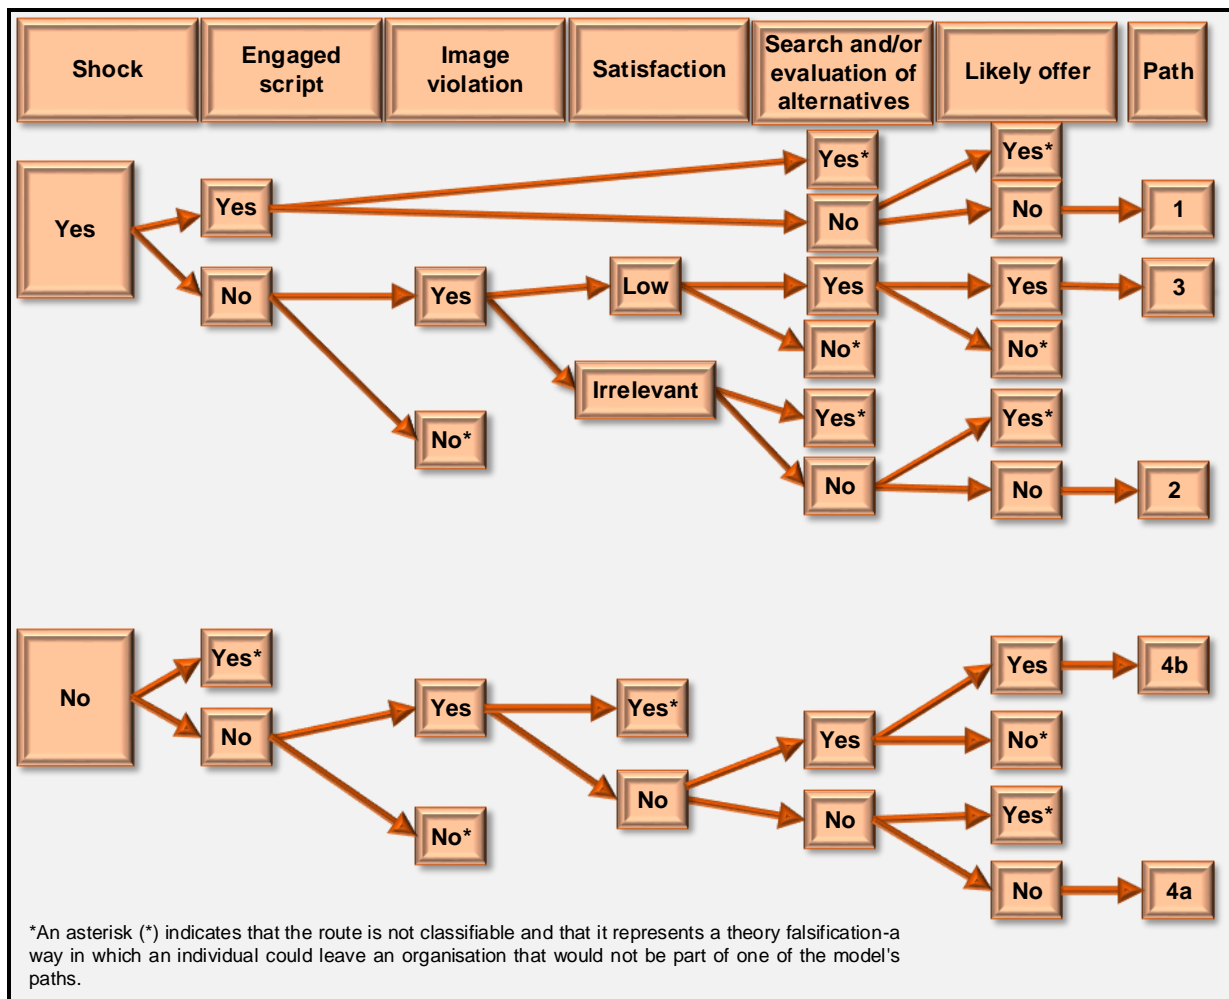 Shock
Engaged
script
Image
violation
Satisfaction
Search and/or
evaluation of
alternatives
Likely offer
Path
Yes
Yes
No
Yes
No*
Low
Irrelevant
Yes*
No
Yes
No*
Yes*
No
Yes*
No
Yes
No*
Yes*
No
1
3
2
No
Yes*
No
Yes
No*
Yes*
No
Yes
No
Yes
No*
Yes*
No
4b
4a
*An asterisk (*) indicates that the route is not classifiable and that it represents a theory falsification-a
way in which an individual could leave an organisation that would not be part of one of the model's
paths.